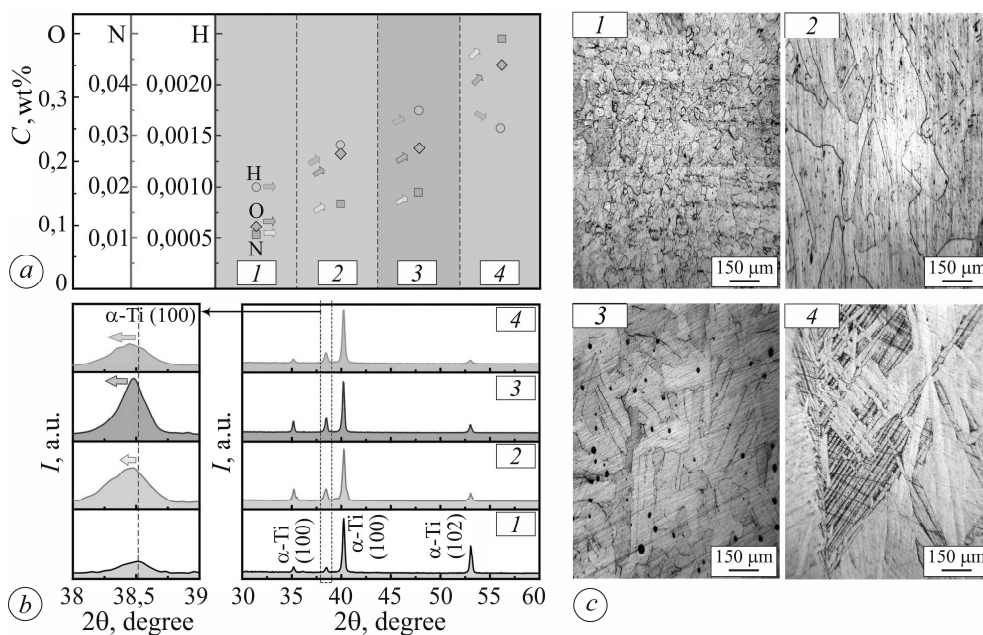 a
O N H
C, wt%
0,04 0,0020
0,3 0,03 0,0015
0,2 0,02 0,0010
0,1 0,01 0,0005
0
H
O
N
1 2 3 4
b
α-Ti (100)
I, a.u.
38 38,5 39
2θ, degree
I, a.u.
4
3
2
1
α-Ti (100)
α-Ti (100)
α-Ti (102)
30 35 40 45 50 55 60
2θ, degree
1
150 µm
2
150 µm
3
150 µm
4
150 µm
c